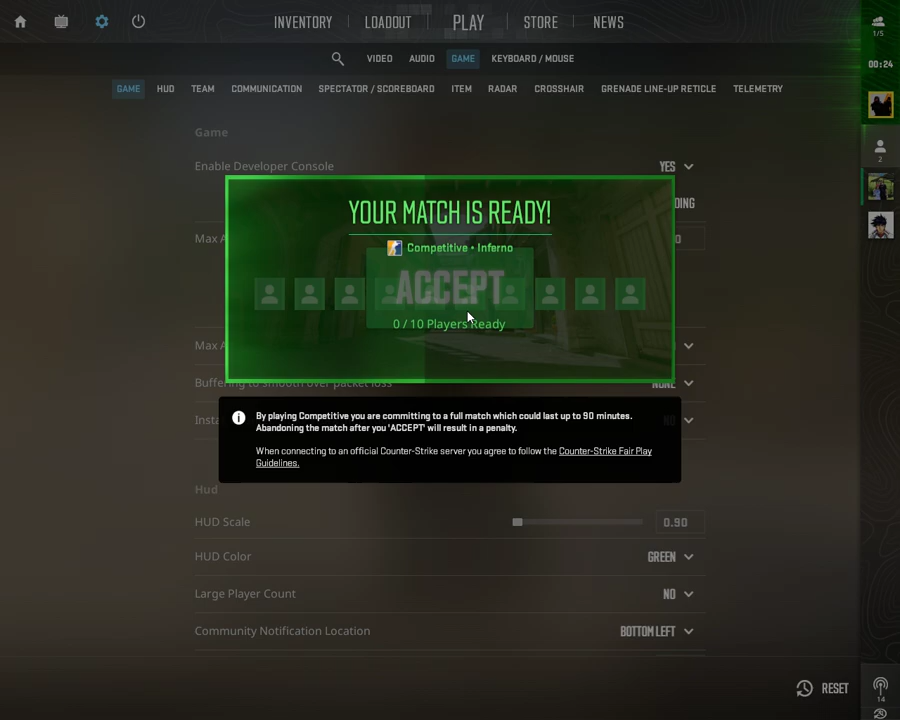 INVENTORY LOADOUT PLAY STORE NEWS
1/5
VIDEO AUDIO GAME KEYBOARD / MOUSE
00:24
GAME HUD TEAM COMMUNICATION SPECTATOR / SCOREBOARD ITEM RADAR CROSSHAIR GRENADE LINE-UP RETICLE TELEMETRY
Game
2
Enable Developer Console YES
YOUR MATCH IS READY!
Competitive • Inferno
ACCEPT
0 / 10 Players Ready
Buffering to smooth over packet loss NONE
By playing Competitive you are committing to a full match which could last up to 90 minutes.
Abandoning the match after you 'ACCEPT' will result in a penalty.
When connecting to an official Counter-Strike server you agree to follow the Counter-Strike Fair Play
Guidelines.
NO
Hud
HUD Scale 0.90
HUD Color GREEN
Large Player Count NO
Community Notification Location BOTTOM LEFT
RESET
14